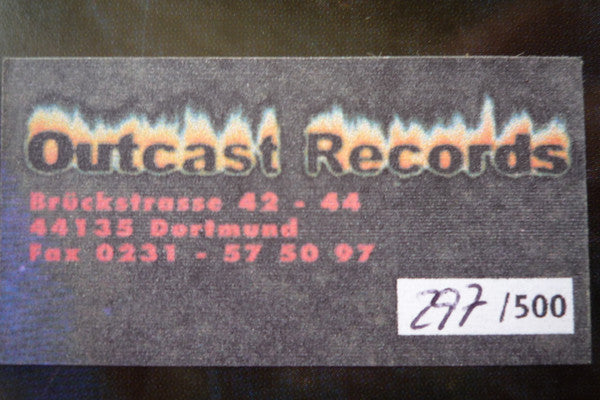 Outcast Records
Brückstrasse 42 - 44
44135 Dortmund
Fax 0231 - 57 50 97
297 /500